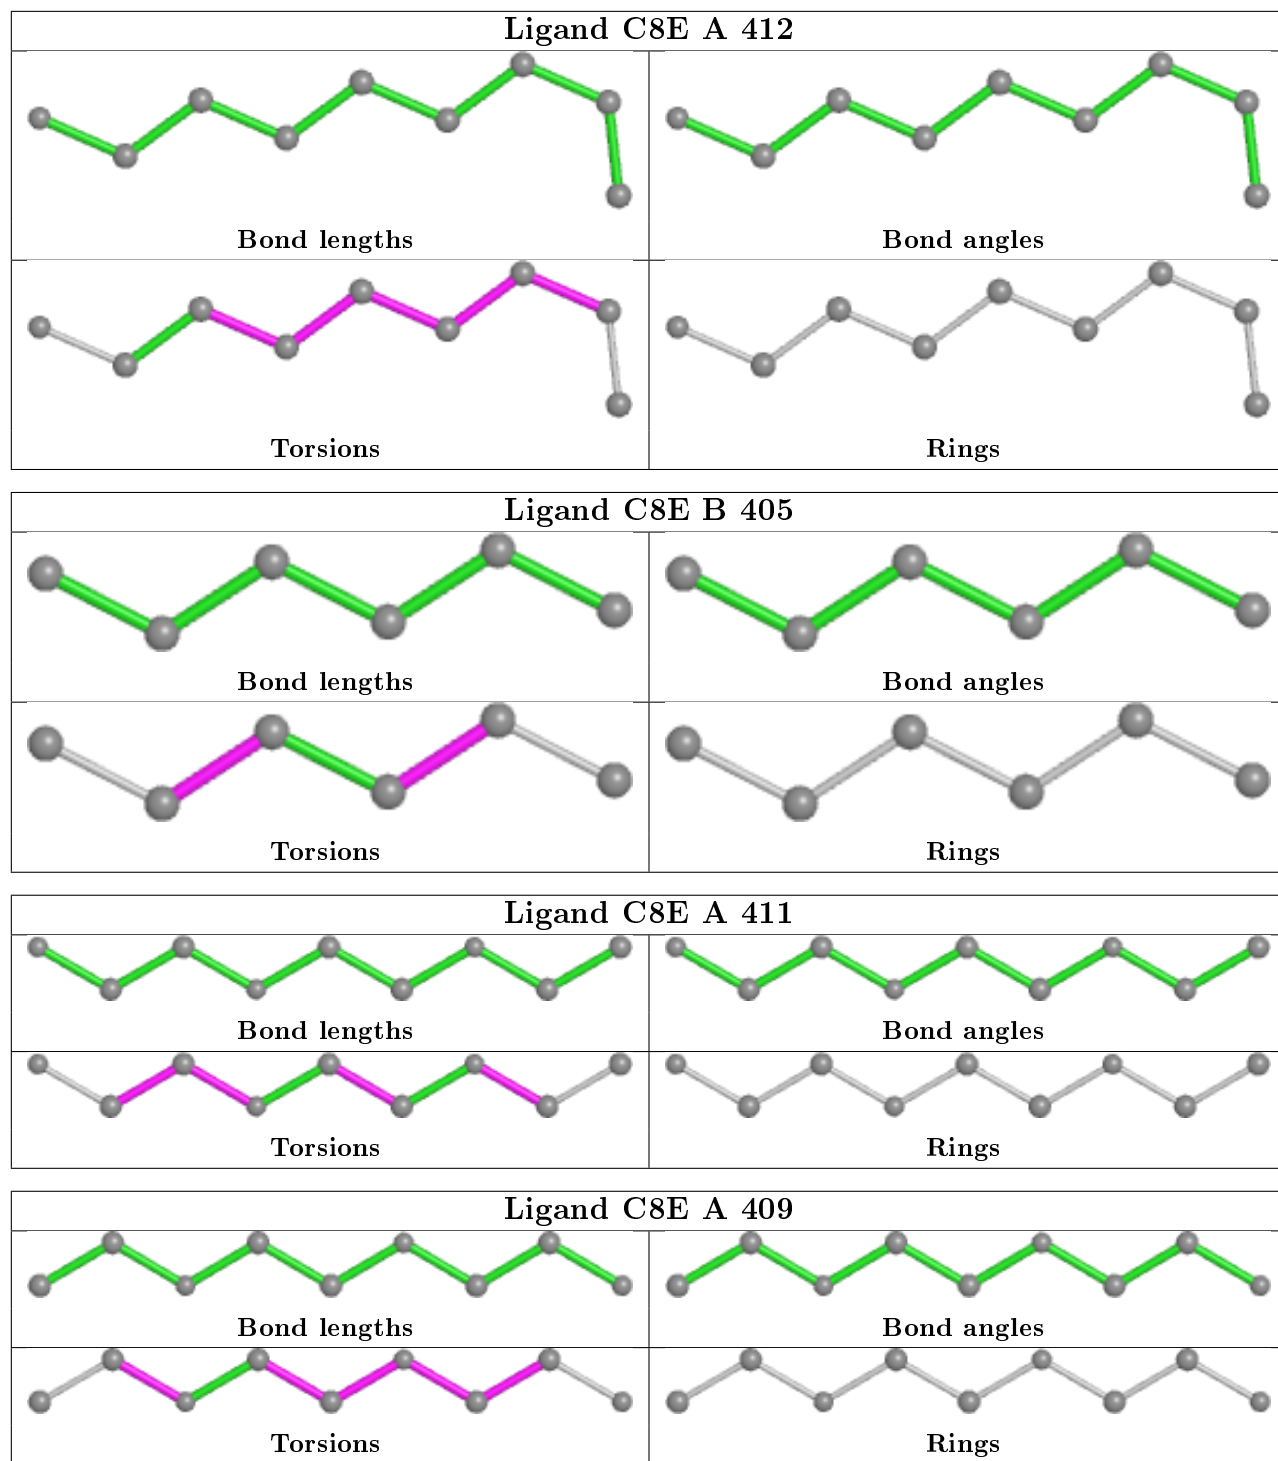 Ligand C8E A 412
Bond lengths
Bond angles
Torsions
Rings
Ligand C8E B 405
Bond lengths
Bond angles
Torsions
Rings
Ligand C8E A 411
Bond lengths
Bond angles
Torsions
Rings
Ligand C8E A 409
Bond lengths
Bond angles
Torsions
Rings